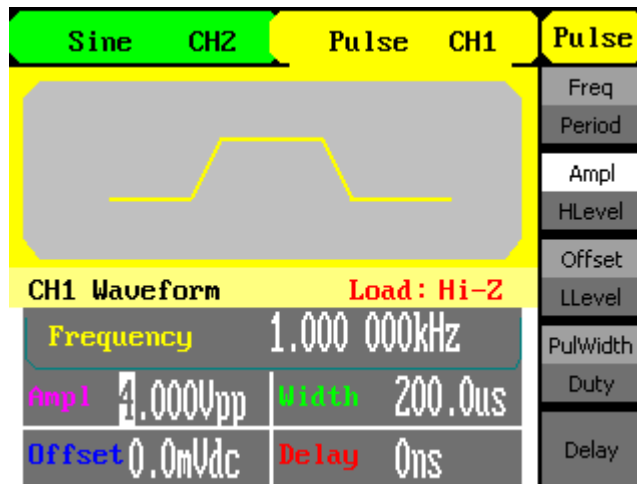 Sine CH2 Pulse CH1 Pulse
Freq
Period
Ampl
HLevel
Offset
LLevel
PulWidth
Duty
Delay
CH1 Waveform Load: Hi-Z
Frequency 1.000 000kHz
Ampl 4.000Vpp Width 200.0us
Offset 0.0mVdc Delay 0ns